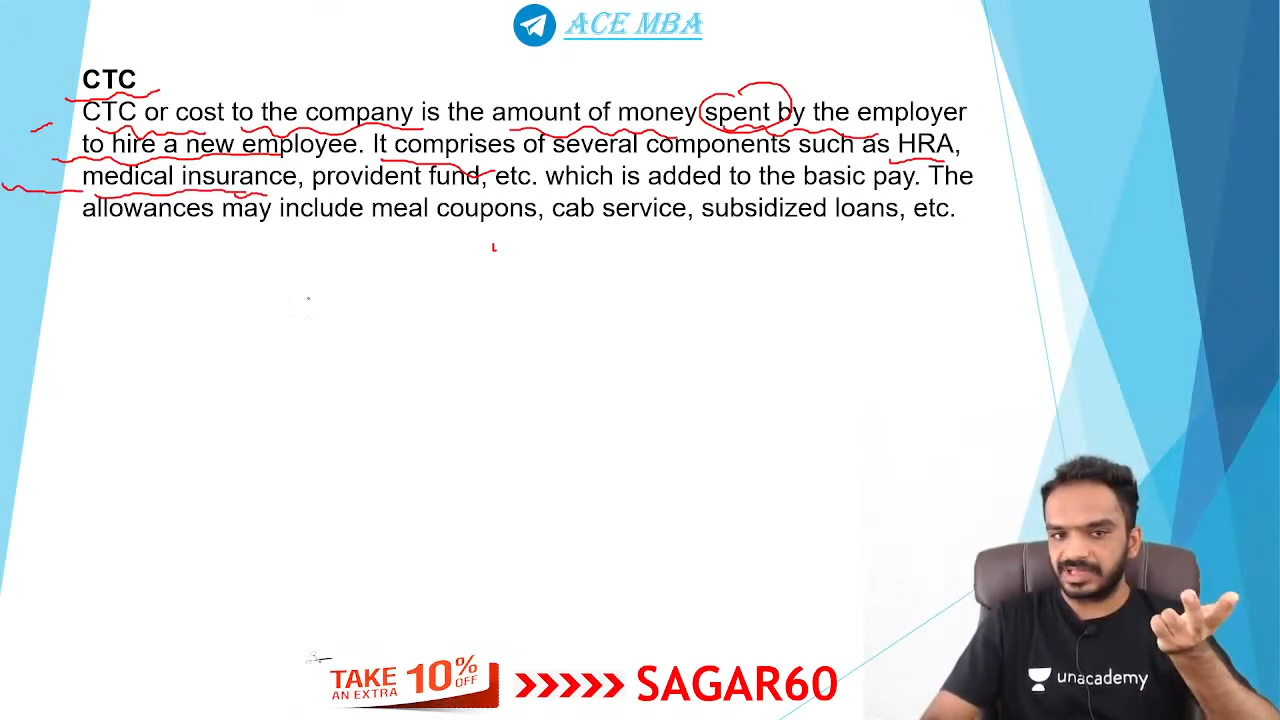 ACE MBA
CTC
CTC or cost to the company is the amount of money spent by the employer
to hire a new employee. It comprises of several components such as HRA,
medical insurance, provident fund, etc. which is added to the basic pay. The
allowances may include meal coupons, cab service, subsidized loans, etc.
TAKE
AN EXTRA
10% OFF
SAGAR60
unacademy